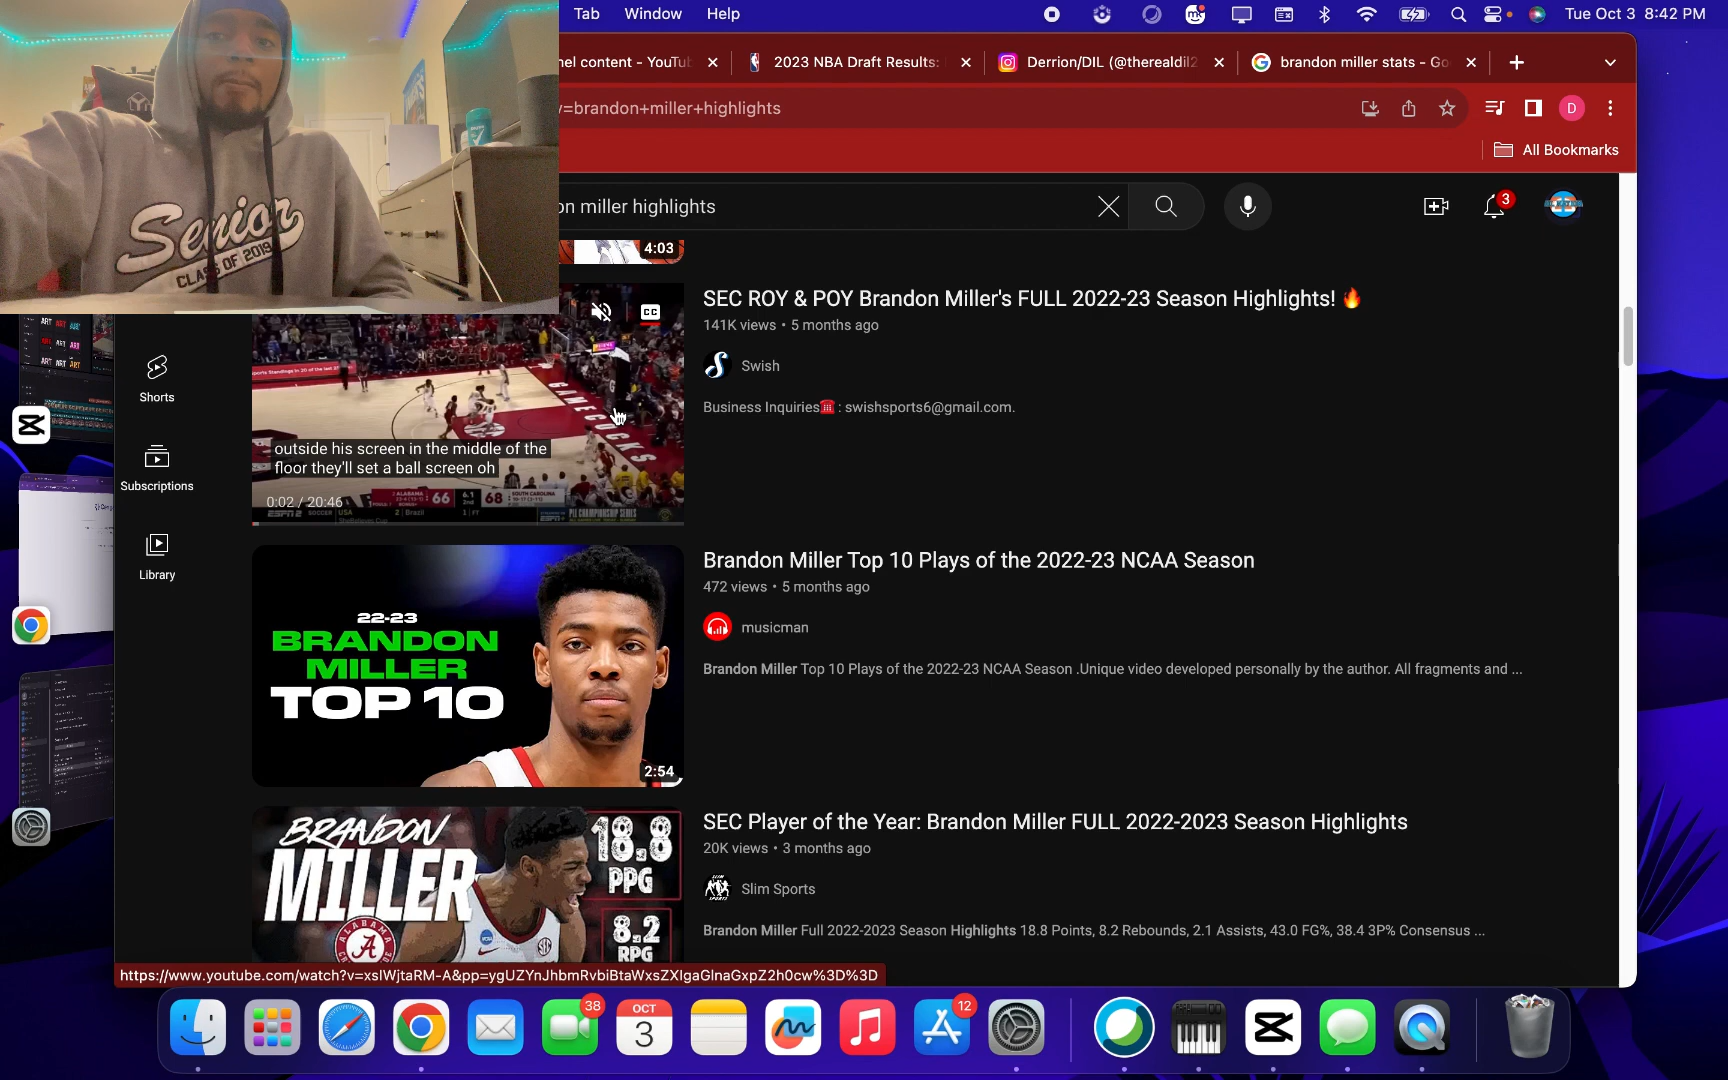 Tab Window Help
Tue Oct 3 8:42 PM
nel content - YouTu
2023 NBA Draft Results:
Derrion/DIL (@therealdil2
brandon miller stats - Go
v=brandon+miller+highlights
D
All Bookmarks
on miller highlights
3
Senior
CLASS OF 2019
4:03
SEC ROY & POY Brandon Miller's FULL 2022-23 Season Highlights! 🔥
141K views • 5 months ago
Swish
Business Inquiries☎️ : swishsports6@gmail.com.
CC
GAMECOCKS
outside his screen in the middle of the
floor they'll set a ball screen oh
0:02 / 20:46
ALABAMA 66 6.1 2ND 68 SOUTH CAROLINA
Shorts
Subscriptions
Library
Brandon Miller Top 10 Plays of the 2022-23 NCAA Season
472 views • 5 months ago
musicman
Brandon Miller Top 10 Plays of the 2022-23 NCAA Season .Unique video developed personally by the author. All fragments and ...
22-23
BRANDON
MILLER
TOP 10
2:54
SEC Player of the Year: Brandon Miller FULL 2022-2023 Season Highlights
20K views • 3 months ago
Slim Sports
Brandon Miller Full 2022-2023 Season Highlights 18.8 Points, 8.2 Rebounds, 2.1 Assists, 43.0 FG%, 38.4 3P% Consensus ...
BRANDON
MILLER
18.8
PPG
8.2
RPG
https://www.youtube.com/watch?v=xsIWjtaRM-A&pp=ygUZYnJhbmRvbiBtaWxsZXIgaGlnaGxpZ2h0cw%3D%3D
38
OCT
3
12